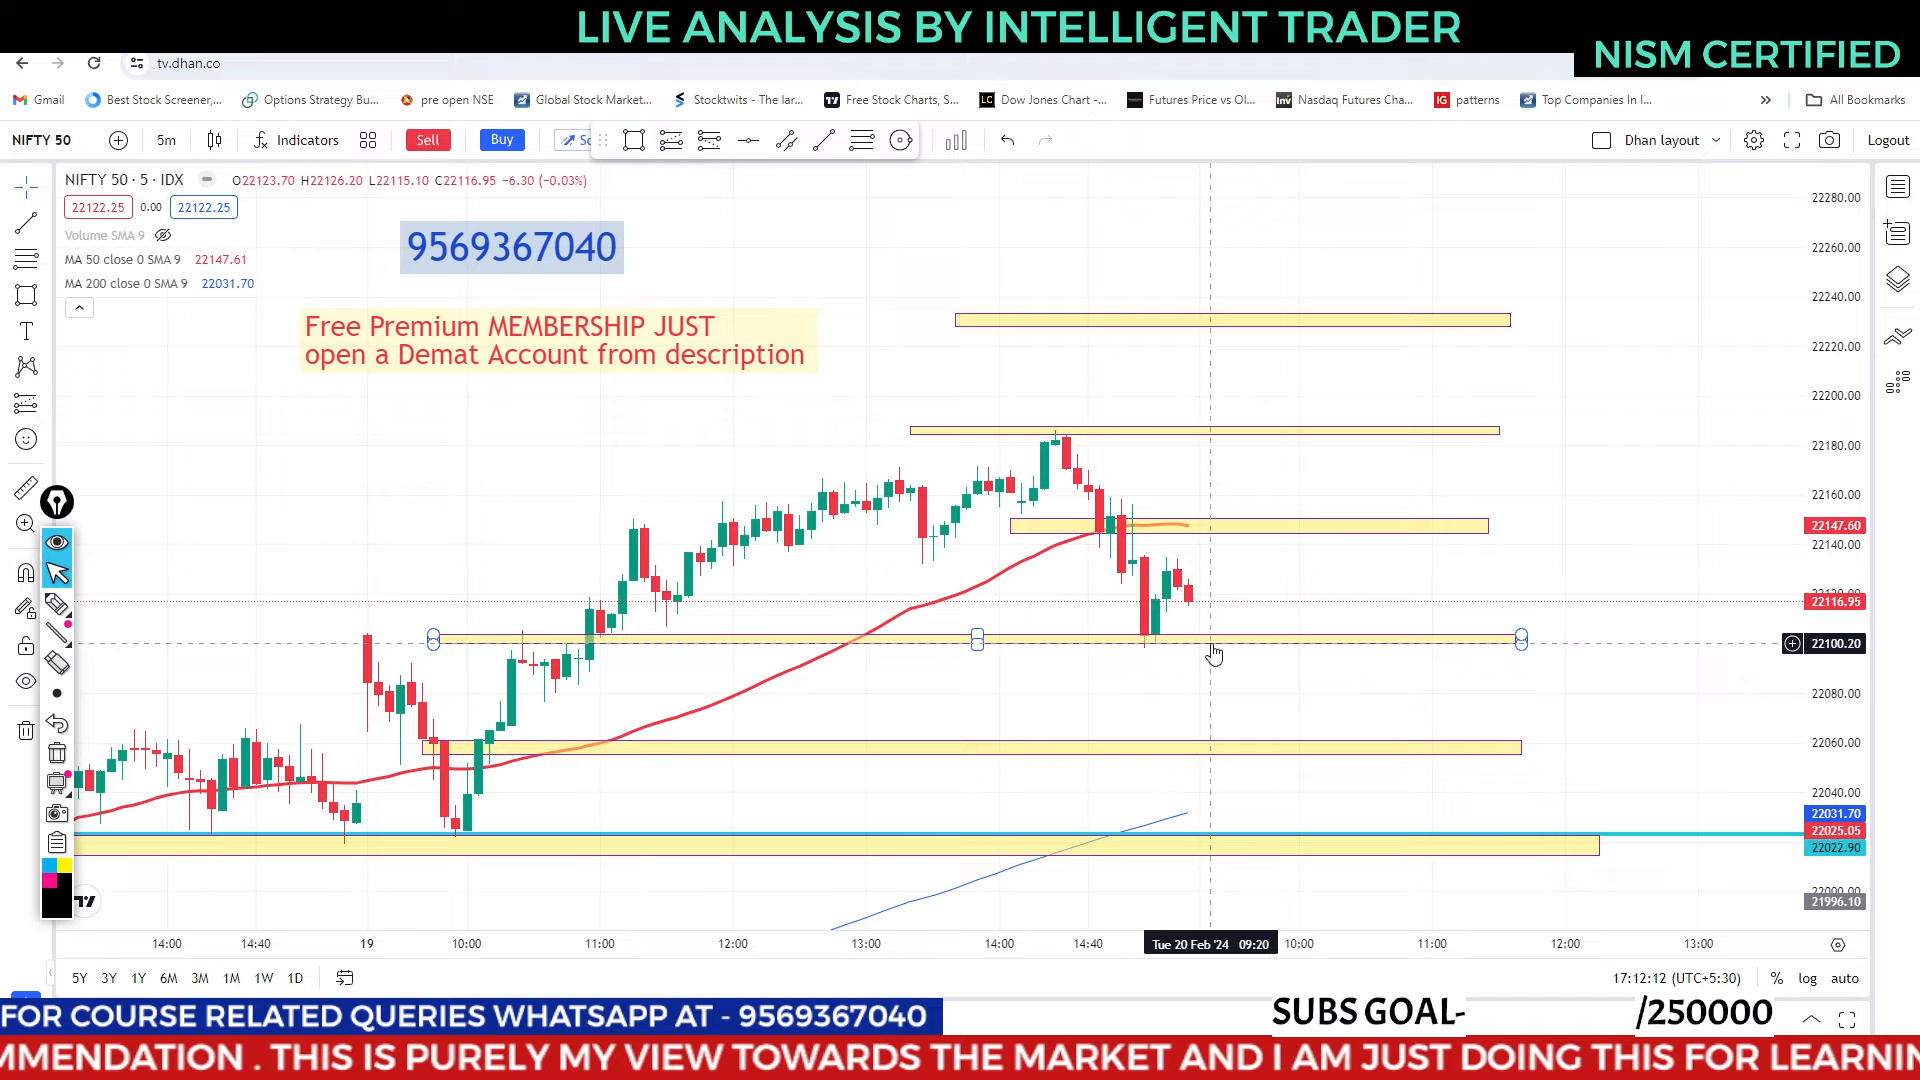 LIVE ANALYSIS BY INTELLIGENT TRADER
NISM CERTIFIED
tv.dhan.co
Gmail
Best Stock Screener,...
Options Strategy Bu...
pre open NSE
Global Stock Market...
Stocktwits - The lar...
Free Stock Charts, S...
Dow Jones Chart -...
Futures Price vs OI...
Nasdaq Futures Cha...
patterns
Top Companies In I...
All Bookmarks
NIFTY 50
5m
Indicators
Sell
Buy
Dhan layout
Logout
NIFTY 50 · 5 · IDX
O22123.70 H22126.20 L22115.10 C22116.95 −6.30 (−0.03%)
22122.25 0.00 22122.25
Volume SMA 9
MA 50 close 0 SMA 9 22147.61
MA 200 close 0 SMA 9 22031.70
9569367040
Free Premium MEMBERSHIP JUST
open a Demat Account from description
22280.00
22260.00
22240.00
22220.00
22200.00
22180.00
22160.00
22147.60
22140.00
22116.95
22100.20
22080.00
22060.00
22040.00
22031.70
22025.05
22022.90
22000.00
21996.10
14:00 14:40 19 10:00 11:00 12:00 13:00 14:00 14:40 Tue 20 Feb '24 09:20 10:00 11:00 12:00 13:00
5Y 3Y 1Y 6M 3M 1M 1W 1D
17:12:12 (UTC+5:30) % log auto
FOR COURSE RELATED QUERIES WHATSAPP AT - 9569367040
SUBS GOAL- /250000
MMENDATION . THIS IS PURELY MY VIEW TOWARDS THE MARKET AND I AM JUST DOING THIS FOR LEARNIN